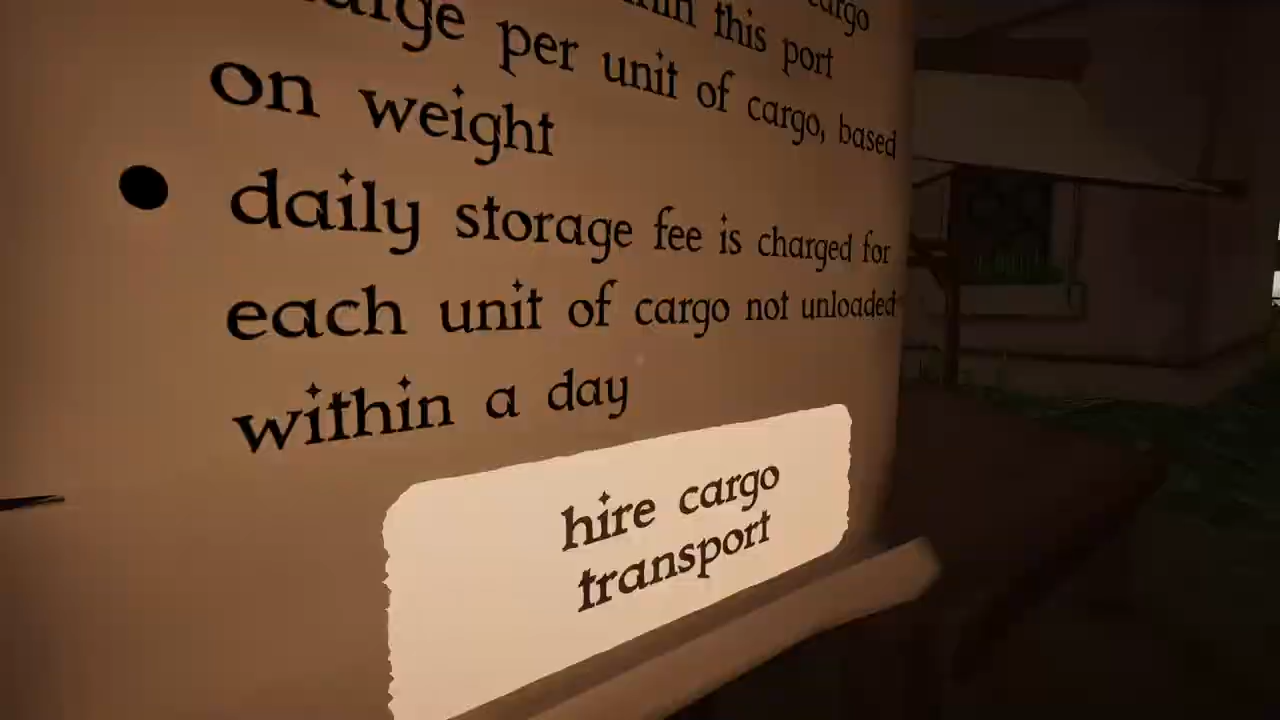 cargo
this port
per unit of cargo, based
on weight
• daily storage fee is charged for
each unit of cargo not unloaded
within a day
hire cargo
transport